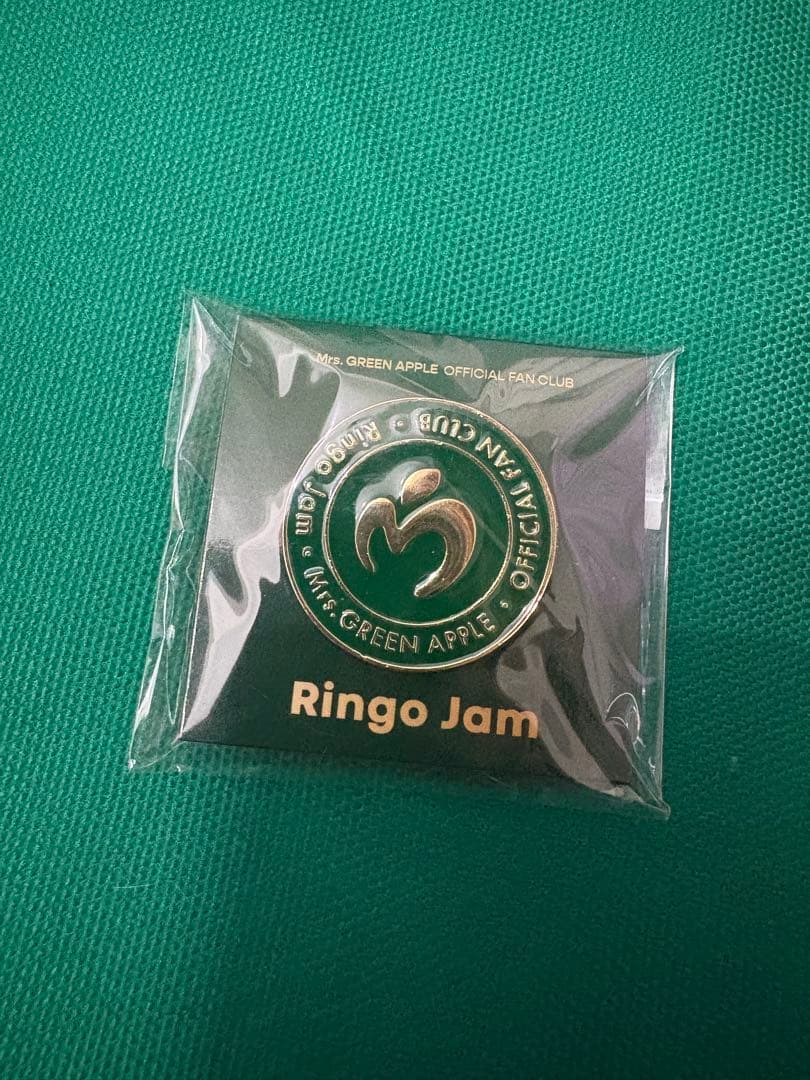 Mrs. GREEN APPLE OFFICIAL FAN CLUB
Ringo Jam • Mrs. GREEN APPLE • OFFICIAL FAN CLUB •
Ringo Jam